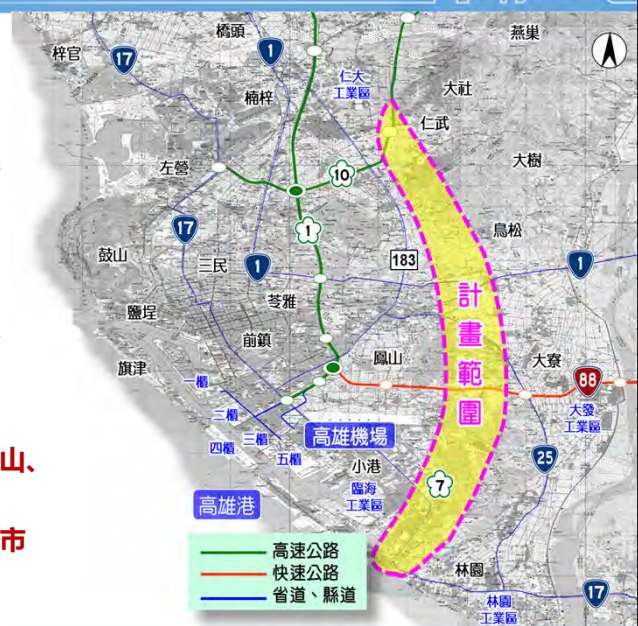 橋頭
燕巢
梓官
17
1
仁大
工業區
大社
楠梓
仁武
左營
10
大樹
17
1
鳥松
鼓山
三民
1
183
1
苓雅
計畫範圍
鹽埕
前鎮
鳳山
大寮
旗津
一櫃
88
二櫃
大發
工業區
三櫃
高雄機場
四櫃
五櫃
25
小港
山、
臨海
工業區
7
高雄港
市
高速公路
快速公路
林園
省道、縣道
17
林園
工業區